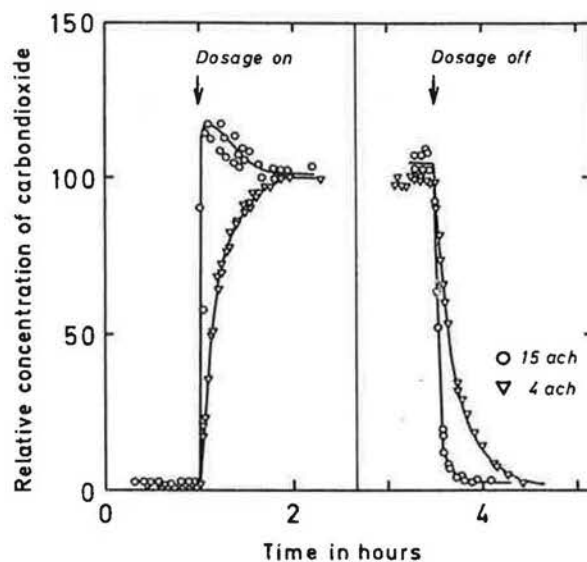 Relative concentration of carbondioxide
150
100
50
0
Dosage on
Dosage off
15 ach
4 ach
0
2
4
Time in hours